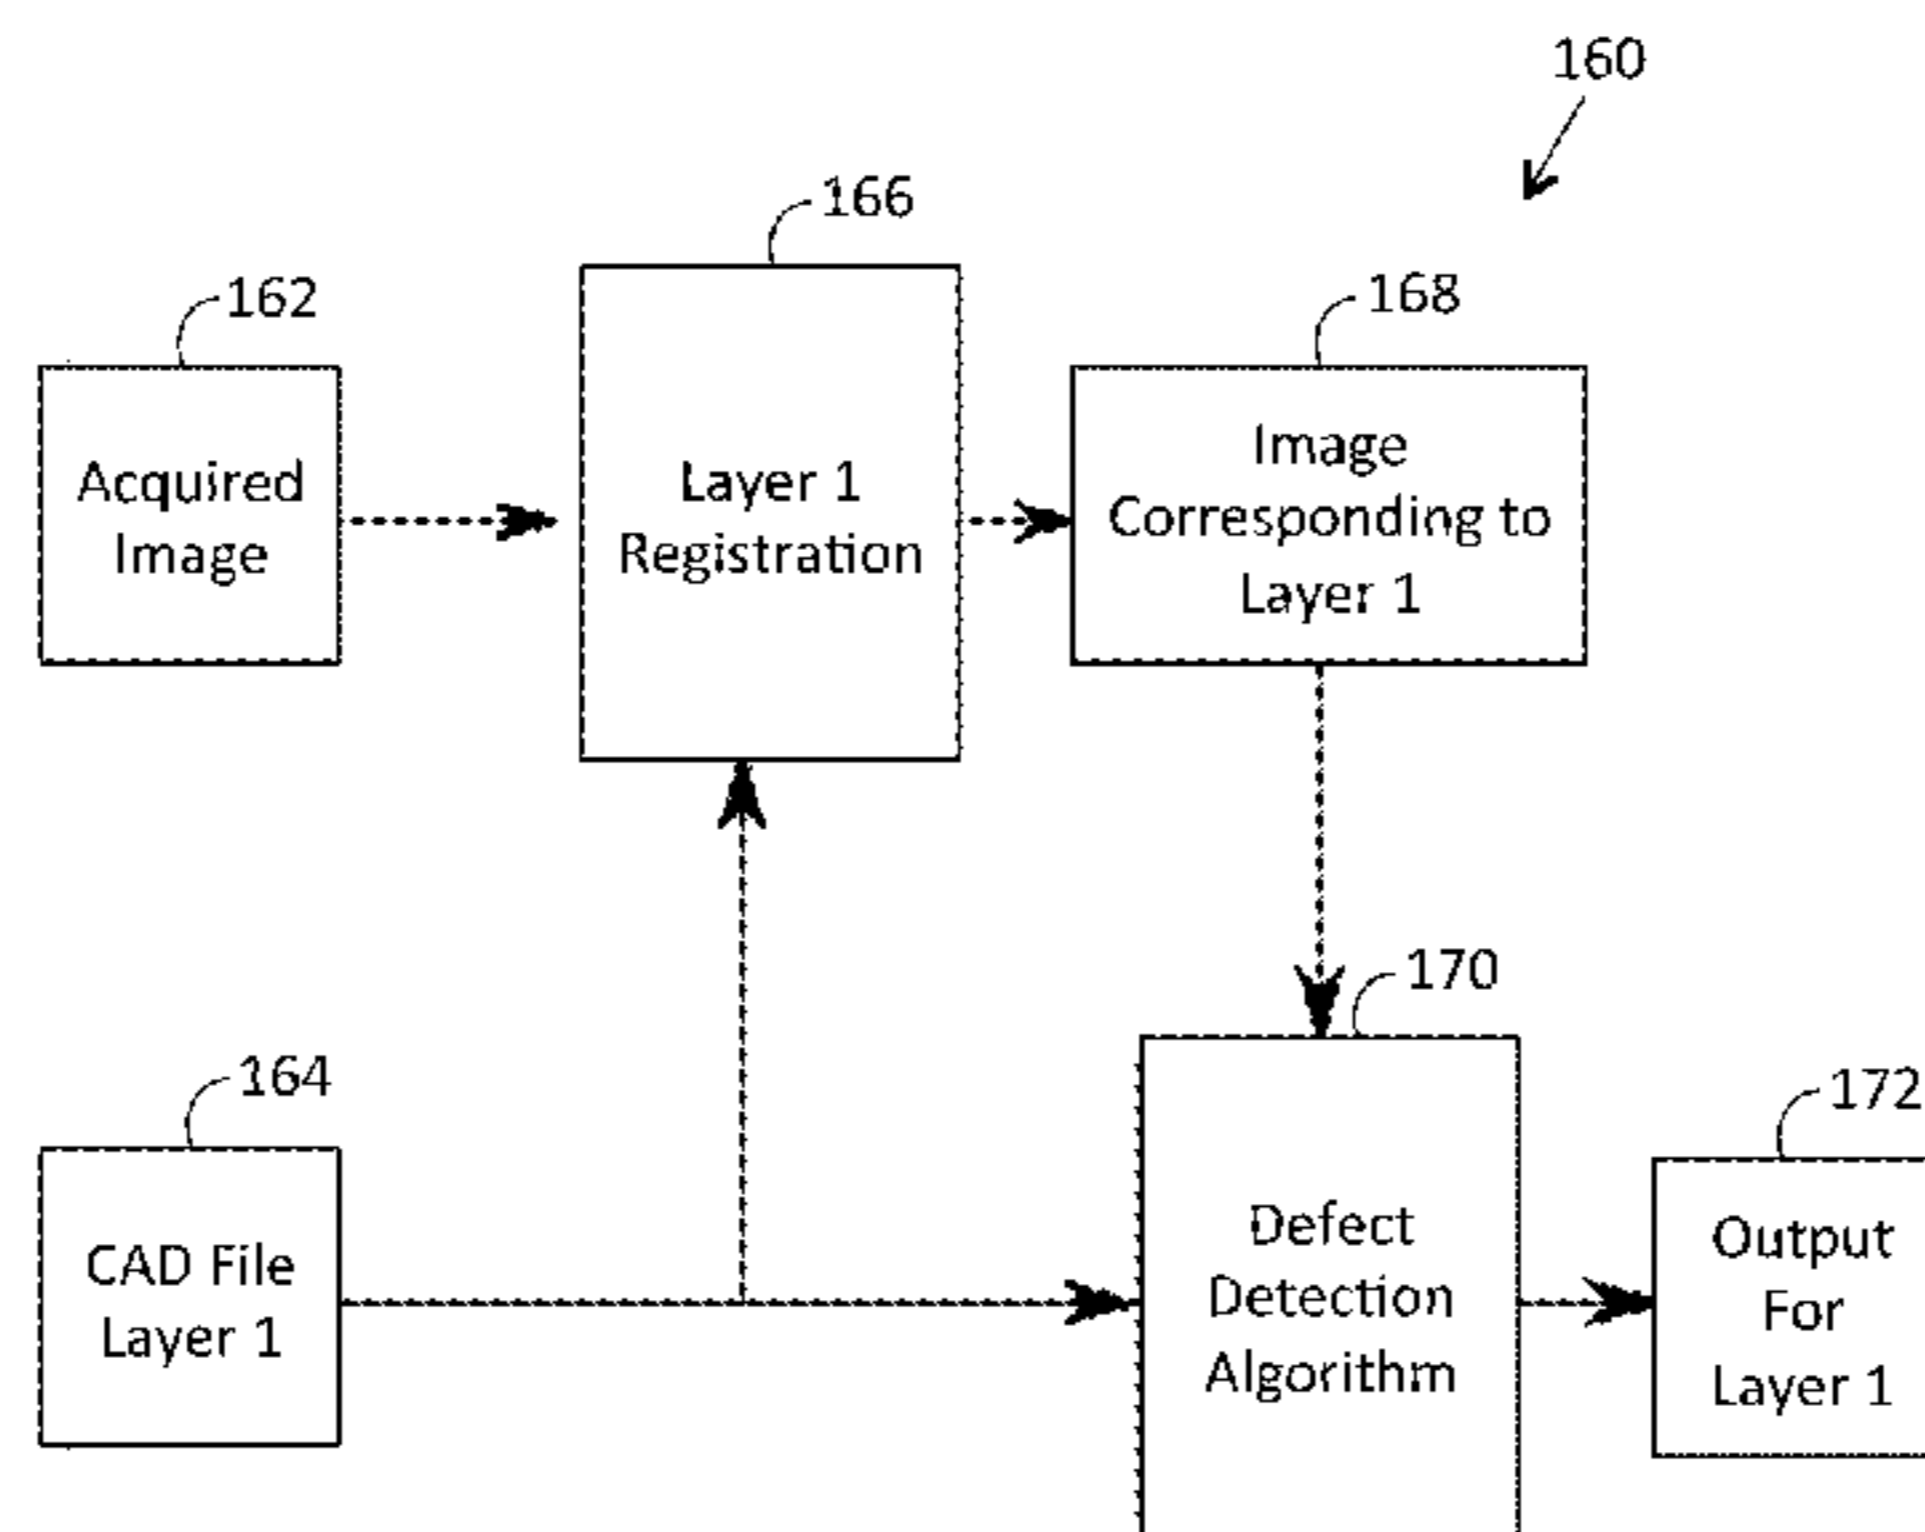 160
166
162
168
Acquired
Image
Layer 1
Registration
Image
Corresponding to
Layer 1
170
164
172
CAD File
Layer 1
Defect
Detection
Algorithm
Output
For
Layer 1